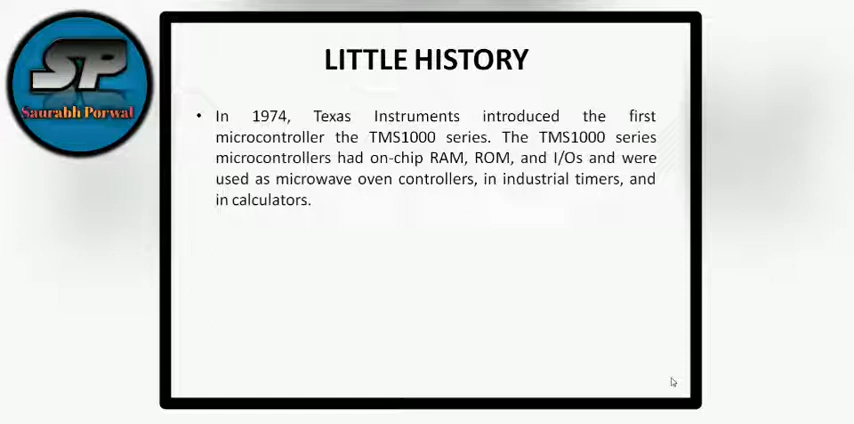 SP
Saurabh Porwal
LITTLE HISTORY
• In 1974, Texas Instruments introduced the first
microcontroller the TMS1000 series. The TMS1000 series
microcontrollers had on-chip RAM, ROM, and I/Os and were
used as microwave oven controllers, in industrial timers, and
in calculators.